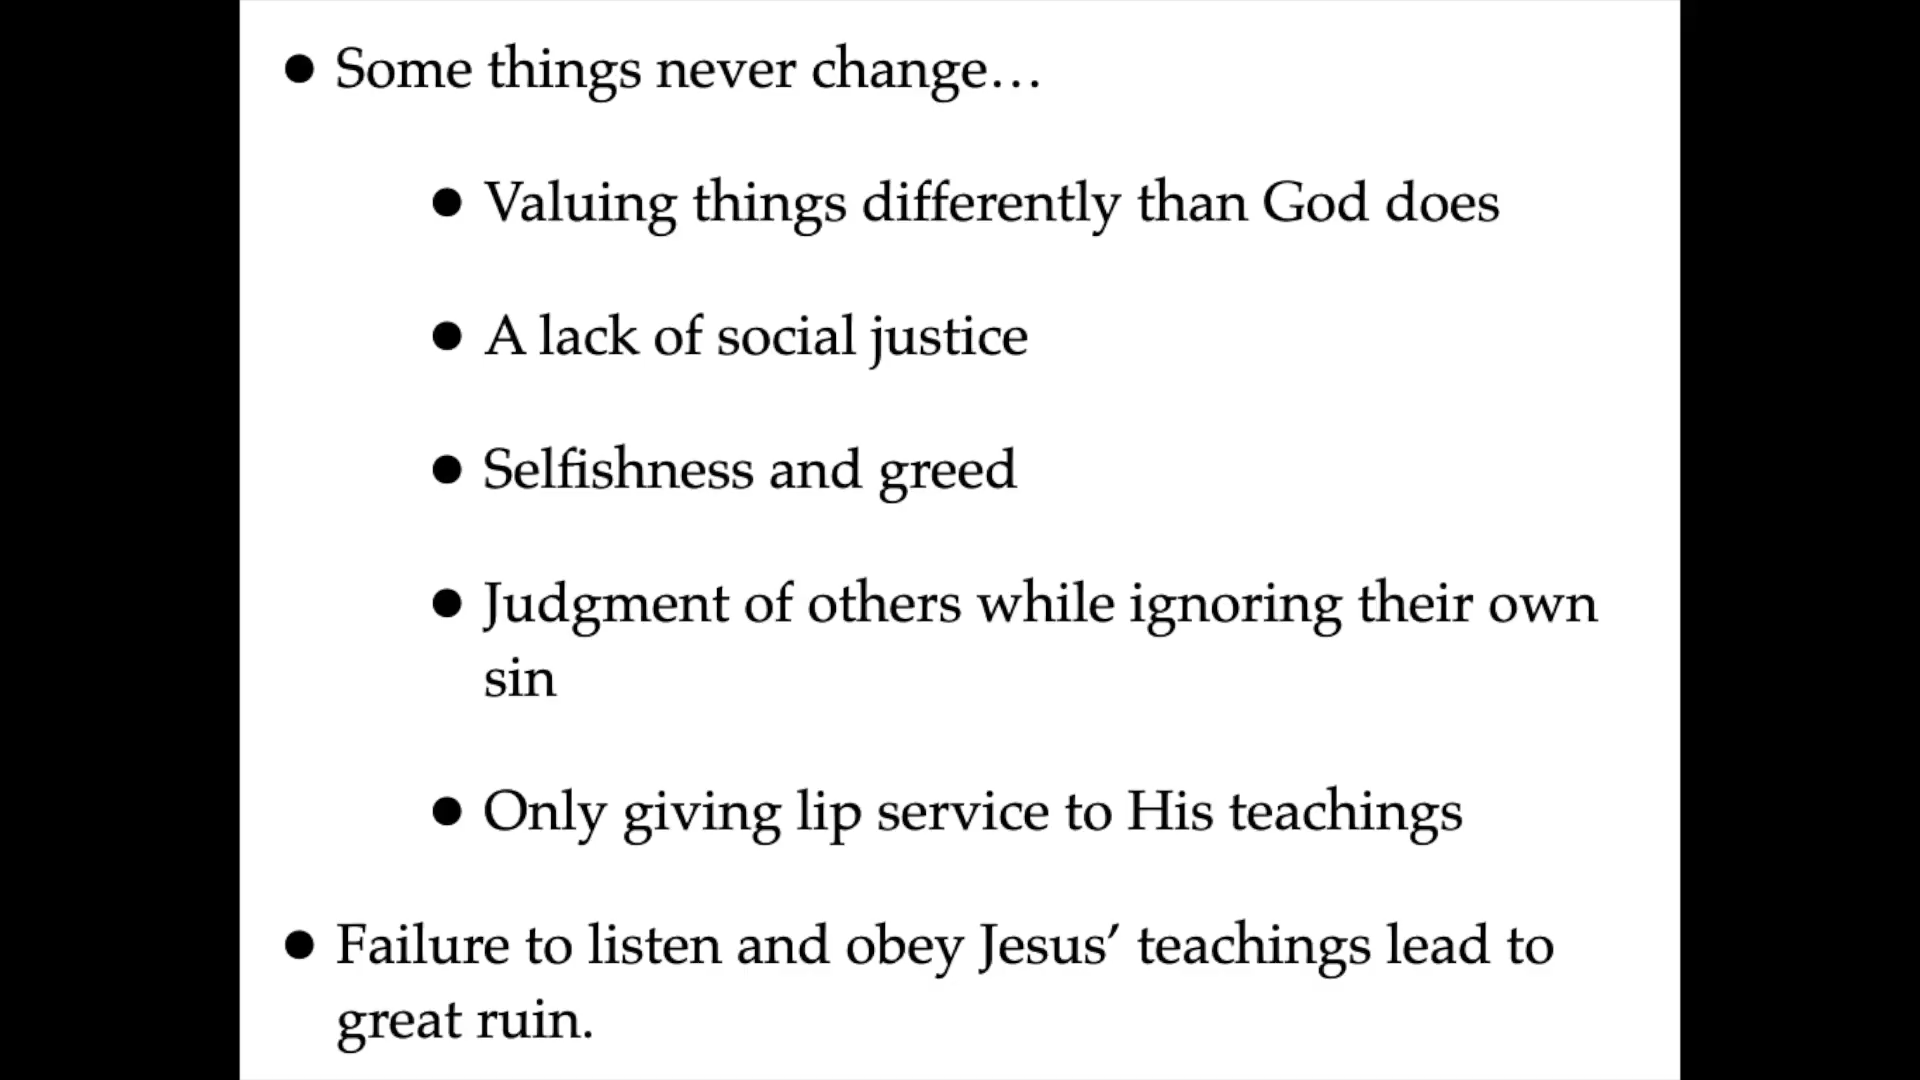 ● Some things never change…
● Valuing things differently than God does
● A lack of social justice
● Selfishness and greed
● Judgment of others while ignoring their own
sin
● Only giving lip service to His teachings
● Failure to listen and obey Jesus’ teachings lead to
great ruin.